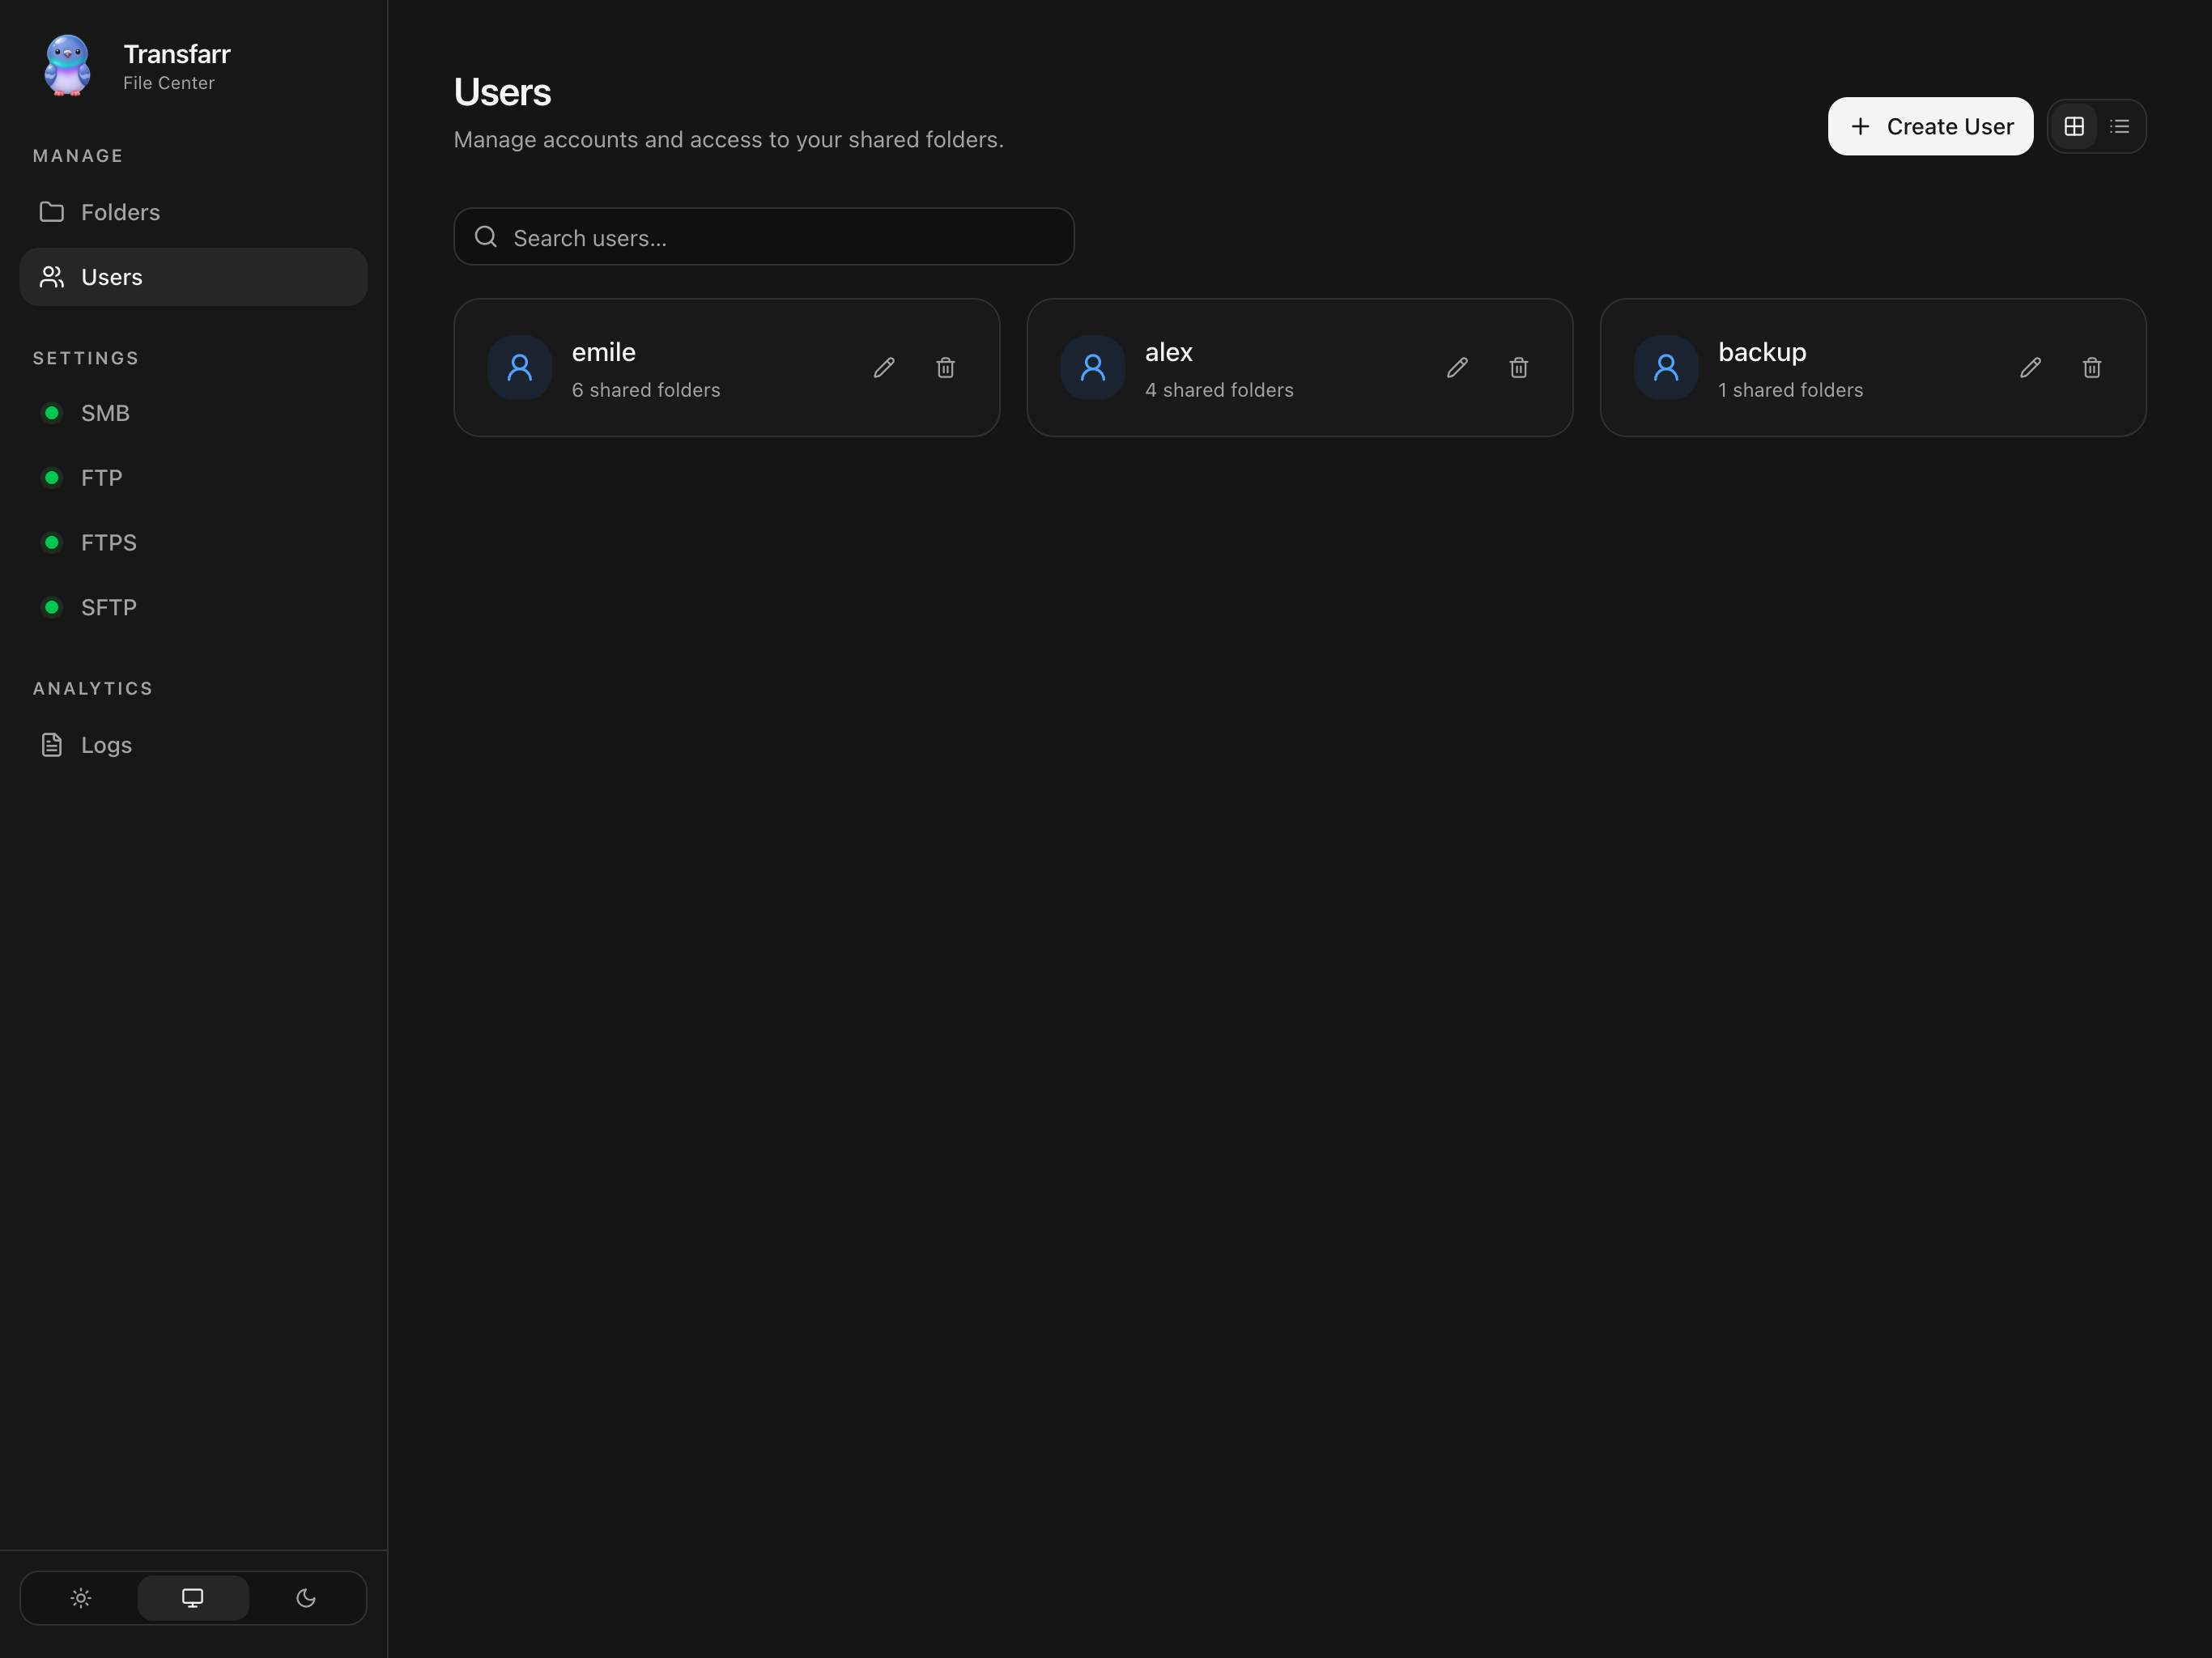 Transfarr
File Center
MANAGE
Folders
Users
SETTINGS
SMB
FTP
FTPS
SFTP
ANALYTICS
Logs
Users
Manage accounts and access to your shared folders.
Create User
Search users...
emile
6 shared folders
alex
4 shared folders
backup
1 shared folders